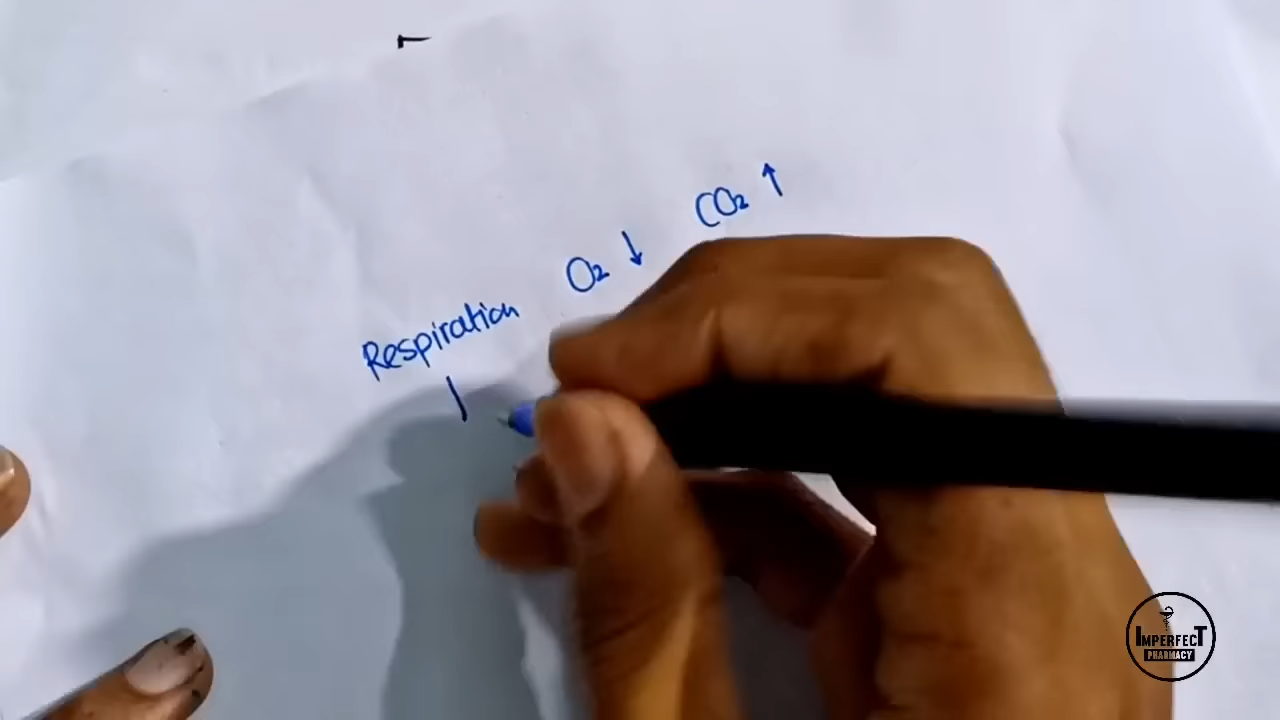 CO₂ ↑
O₂ ↓
Respiration
IMPERFECT
PHARMACY